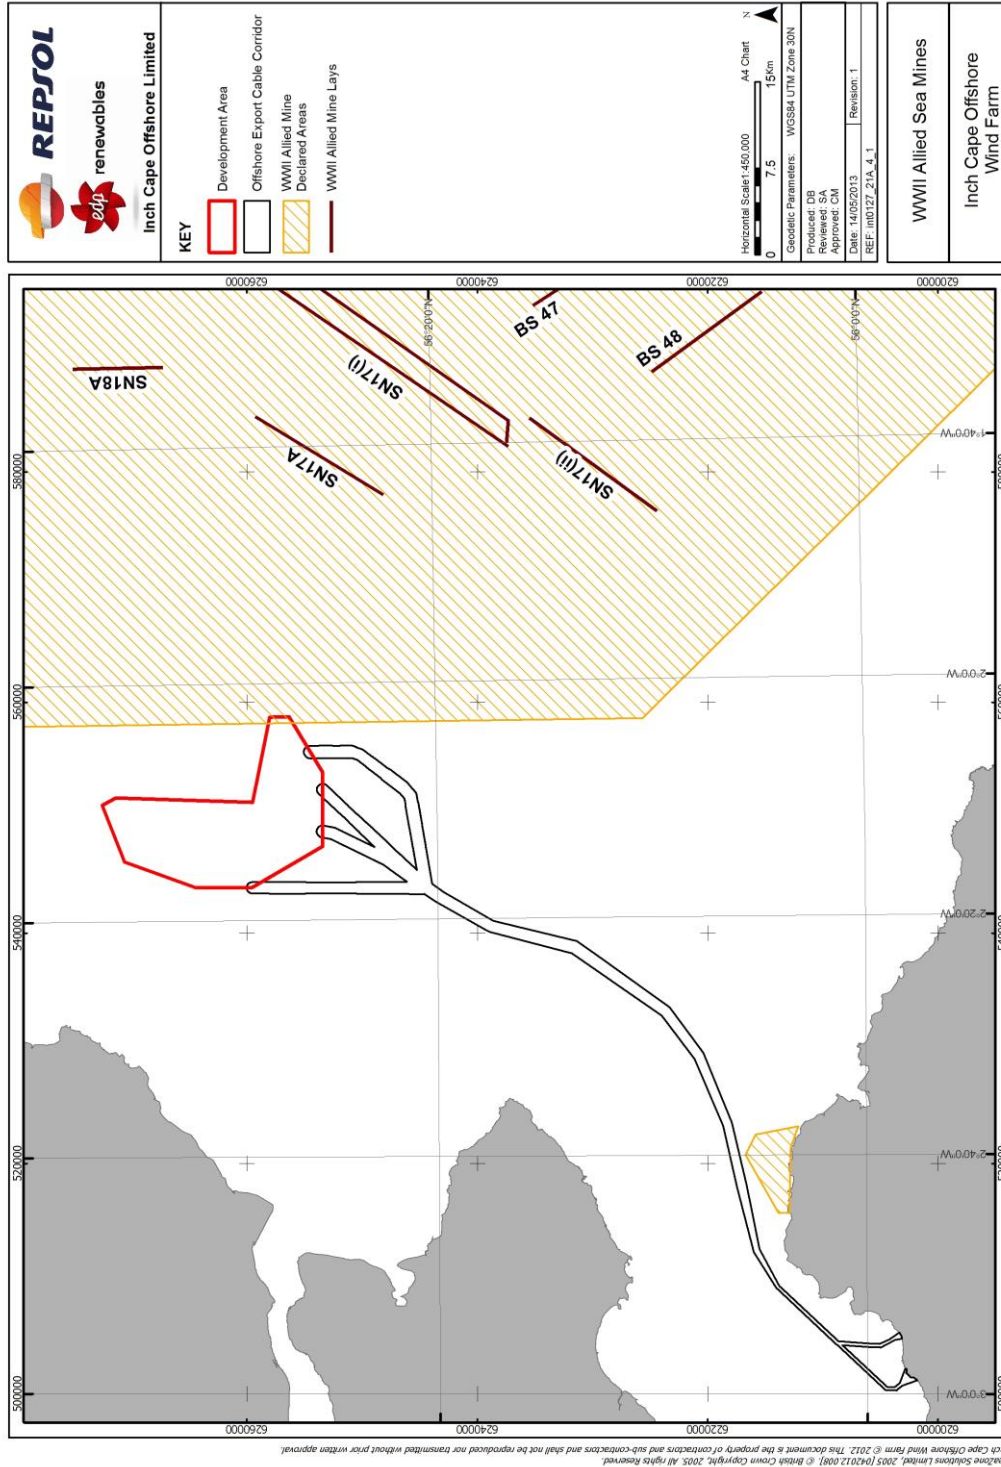 REPSOL
edp renewables
Inch Cape Offshore Limited
KEY
Development Area
Offshore Export Cable Corridor
WWII Allied Mine
Declared Areas
WWII Allied Mine Lays
Horizontal Scale1:450,000
A4 Chart
N
0
7.5
15Km
Geodetic Parameters: WGS84 UTM Zone 30N
Produced: DB
Reviewed: SA
Approved: CM
Date: 14/05/2013
Revision: 1
REF: int0127_21A_4_1
WWII Allied Sea Mines
Inch Cape Offshore
Wind Farm
500000
520000
540000
560000
580000
6260000
6240000
6220000
6200000
6260000
6240000
6220000
6200000
56°20'0"N
56°0'0"N
3°0'0"W
2°40'0"W
2°20'0"W
2°0'0"W
1°40'0"W
SN18A
SN17A
SN17(i)
SN17(ii)
BS 47
BS 48
Solutions Limited, 2005 [042012.008]. © British Crown Copyright, 2005. All rights Reserved.
Cape Offshore Wind Farm © 2012. This document is the property of contractors and sub-contractors and shall not be reproduced nor transmitted without prior written approval.